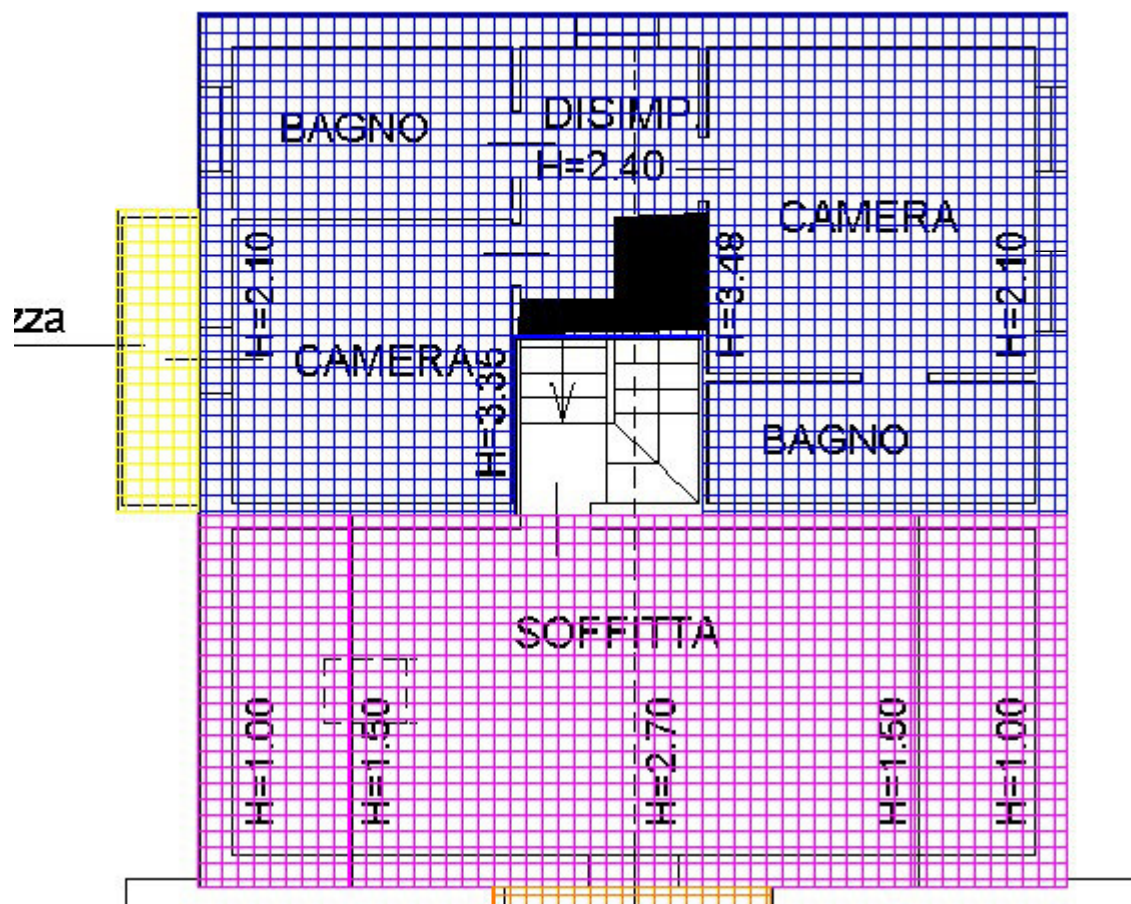 BAGNO
DISIMP.
H=2.40
CAMERA
H=2.10
H=3.48
H=2.10
zza
CAMERA
H=3.35
BAGNO
SOFFITTA
H=1.00
H=1.50
H=2.70
H=1.50
H=1.00